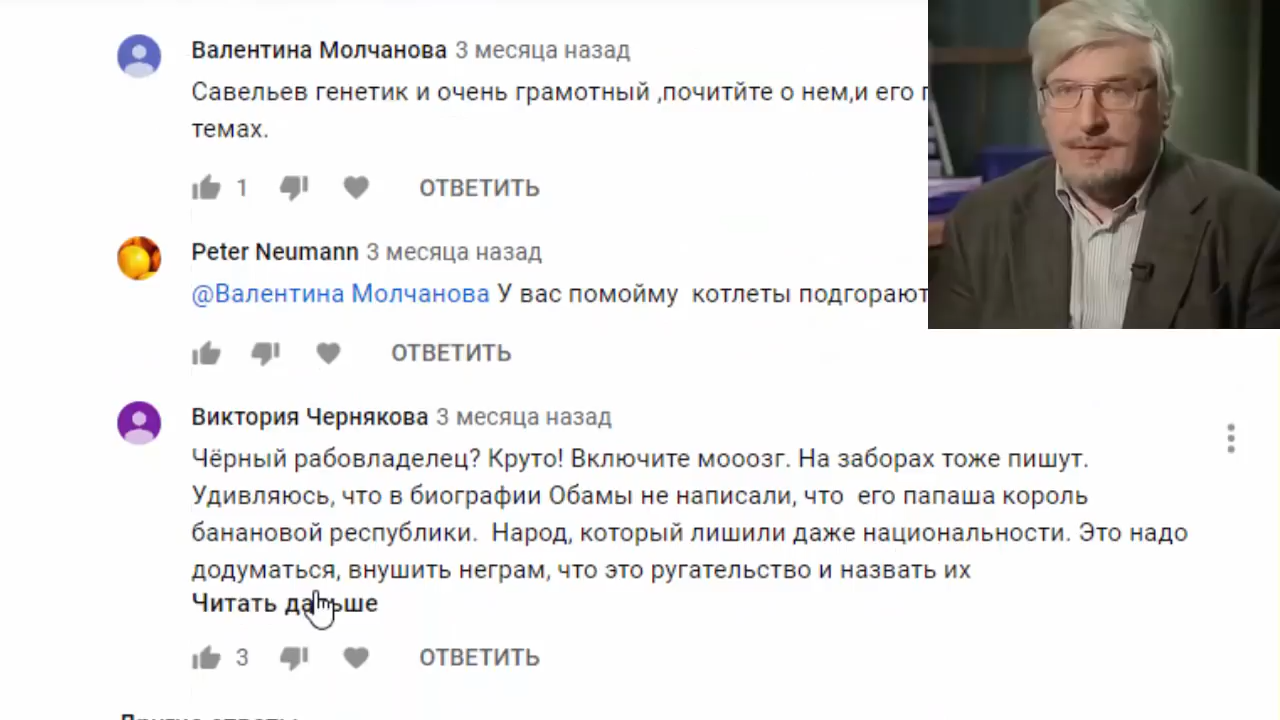 Валентина Молчанова 3 месяца назад
Савельев генетик и очень грамотный ,почитйте о нем,и его
темах.
1 ОТВЕТИТЬ
Peter Neumann 3 месяца назад
@Валентина Молчанова У вас помойму котлеты подгорают
ОТВЕТИТЬ
Виктория Чернякова 3 месяца назад
Чёрный рабовладелец? Круто! Включите мооозг. На заборах тоже пишут.
Удивляюсь, что в биографии Обамы не написали, что его папаша король
банановой республики. Народ, который лишили даже национальности. Это надо
додуматься, внушить неграм, что это ругательство и назвать их
Читать дальше
3 ОТВЕТИТЬ
Другие ответы